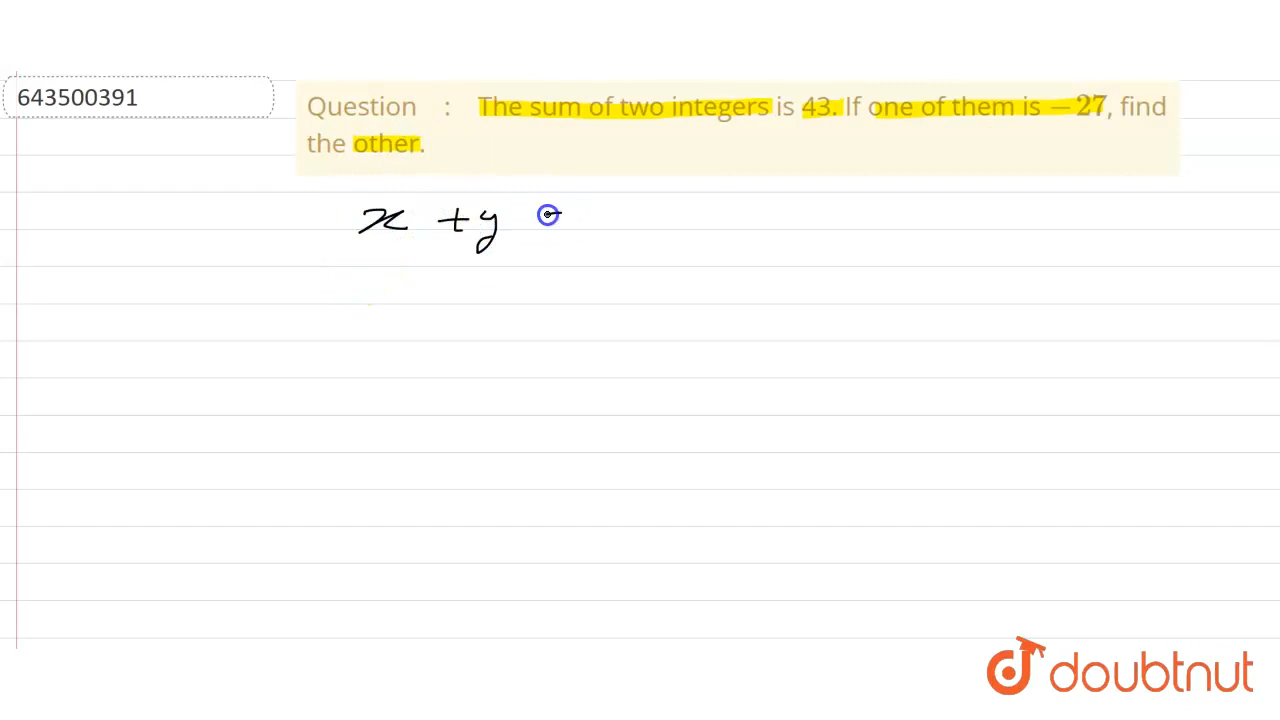 643500391
Question : The sum of two integers is 43. If one of them is −27, find
the other.
x + y
doubtnut